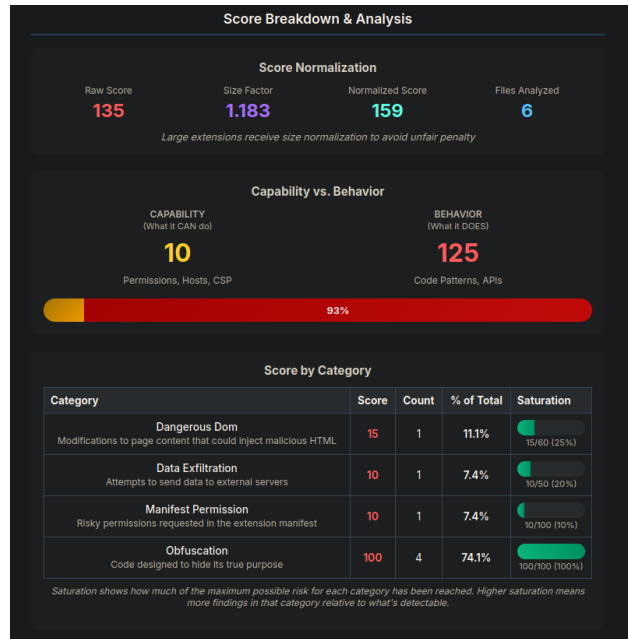 Score Breakdown & Analysis
Score Normalization
Raw Score
135
Size Factor
1.183
Normalized Score
159
Files Analyzed
6
Large extensions receive size normalization to avoid unfair penalty
Capability vs. Behavior
CAPABILITY
(What it CAN do)
10
Permissions, Hosts, CSP
BEHAVIOR
(What it DOES)
125
Code Patterns, APIs
93%
Score by Category
Category Score Count % of Total Saturation
Dangerous Dom
Modifications to page content that could inject malicious HTML
15 1 11.1%
15/60 (25%)
Data Exfiltration
Attempts to send data to external servers
10 1 7.4%
10/50 (20%)
Manifest Permission
Risky permissions requested in the extension manifest
10 1 7.4%
10/100 (10%)
Obfuscation
Code designed to hide its true purpose
100 4 74.1%
100/100 (100%)
Saturation shows how much of the maximum possible risk for each category has been reached. Higher saturation means
more findings in that category relative to what's detectable.